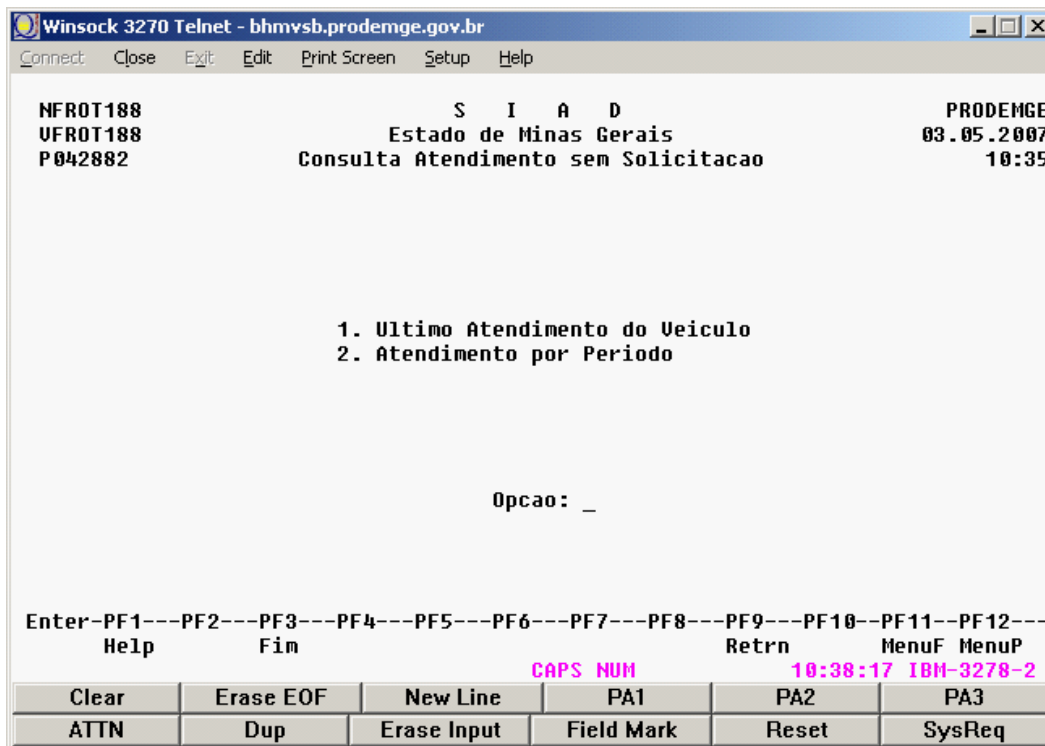 Winsock 3270 Telnet - bhmvsb.prodemge.gov.br
Connect Close Exit Edit Print Screen Setup Help
NFROT188 S I A D PRODEMGE
VFROT188 Estado de Minas Gerais 03.05.2007
P042882 Consulta Atendimento sem Solicitacao 10:35
1. Ultimo Atendimento do Veiculo
2. Atendimento por Periodo
Opcao: _
Enter-PF1---PF2---PF3---PF4---PF5---PF6---PF7---PF8---PF9---PF10--PF11--PF12---
Help Fim Retrn MenuF MenuP
CAPS NUM 10:38:17 IBM-3278-2
Clear Erase EOF New Line PA1 PA2 PA3
ATTN Dup Erase Input Field Mark Reset SysReq